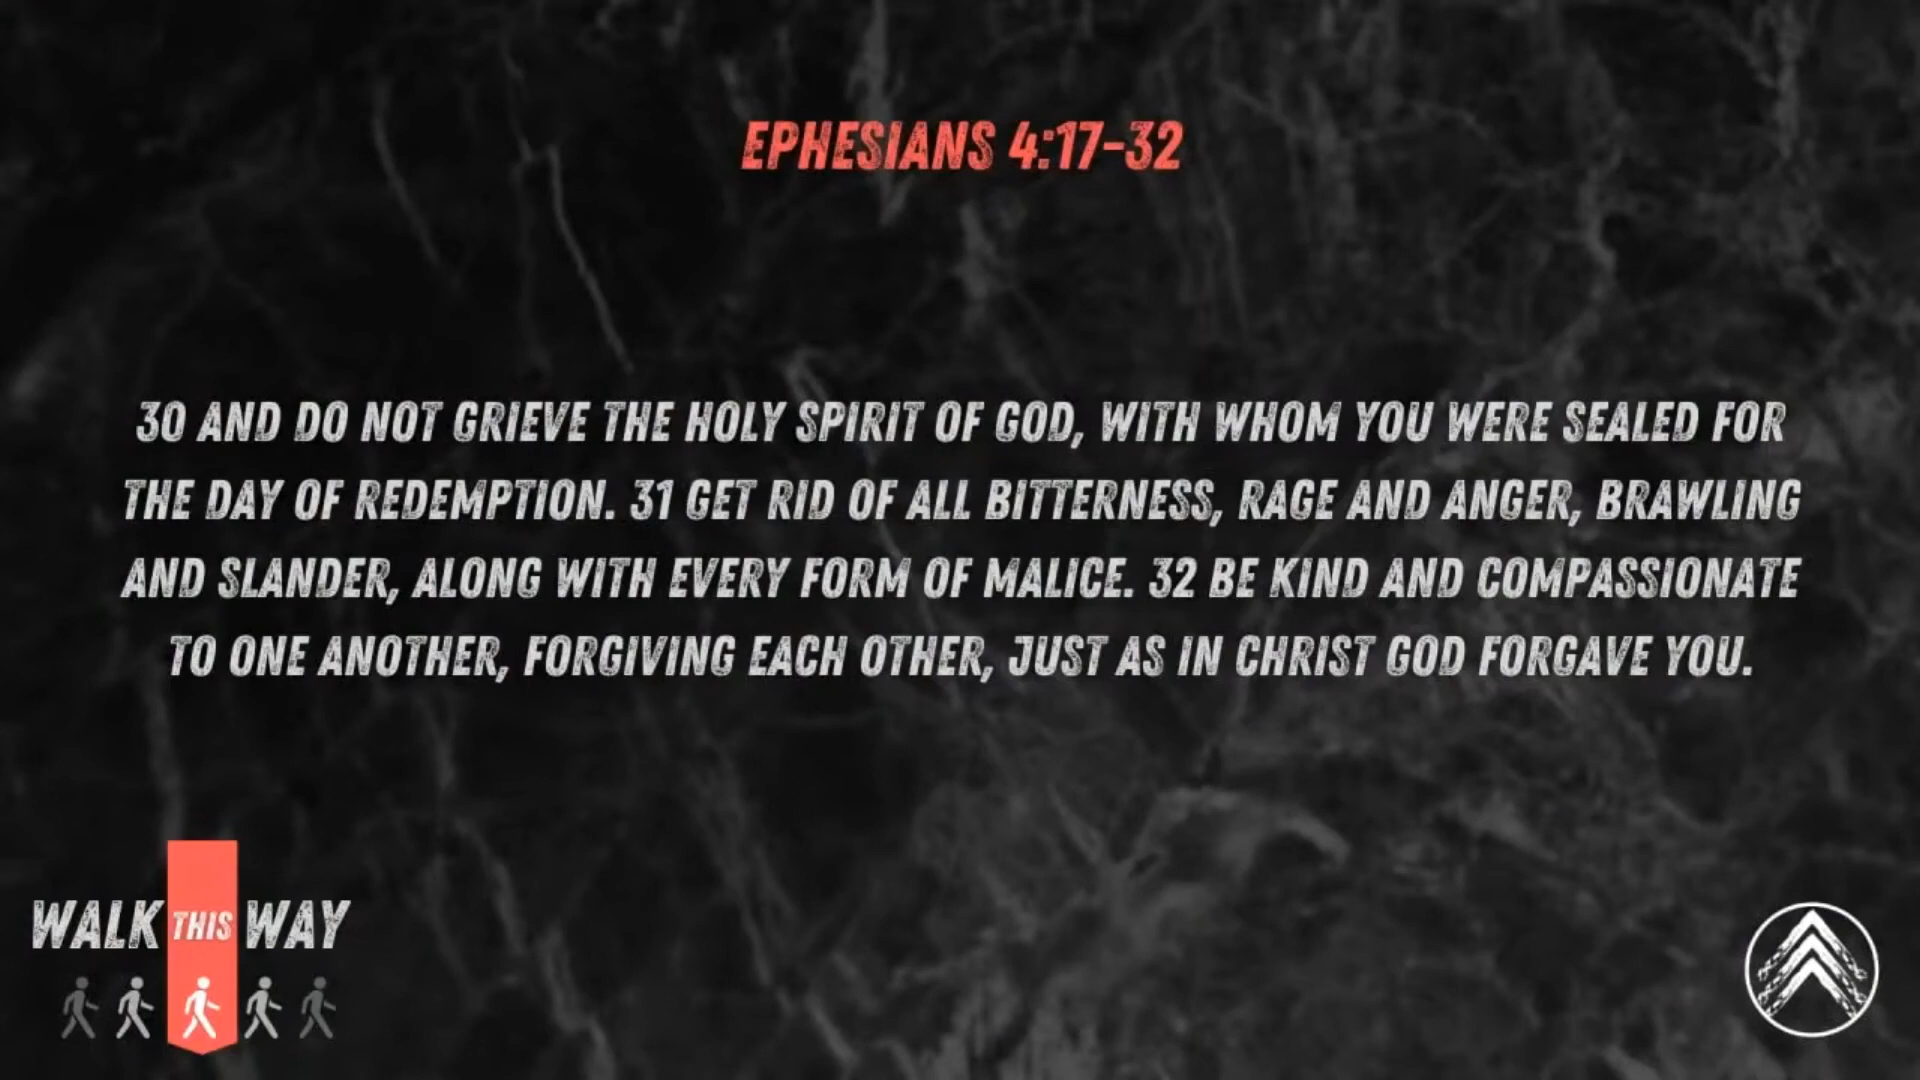 EPHESIANS 4:17-32
30 AND DO NOT GRIEVE THE HOLY SPIRIT OF GOD, WITH WHOM YOU WERE SEALED FOR
THE DAY OF REDEMPTION. 31 GET RID OF ALL BITTERNESS, RAGE AND ANGER, BRAWLING
AND SLANDER, ALONG WITH EVERY FORM OF MALICE. 32 BE KIND AND COMPASSIONATE
TO ONE ANOTHER, FORGIVING EACH OTHER, JUST AS IN CHRIST GOD FORGAVE YOU.
WALK THIS WAY